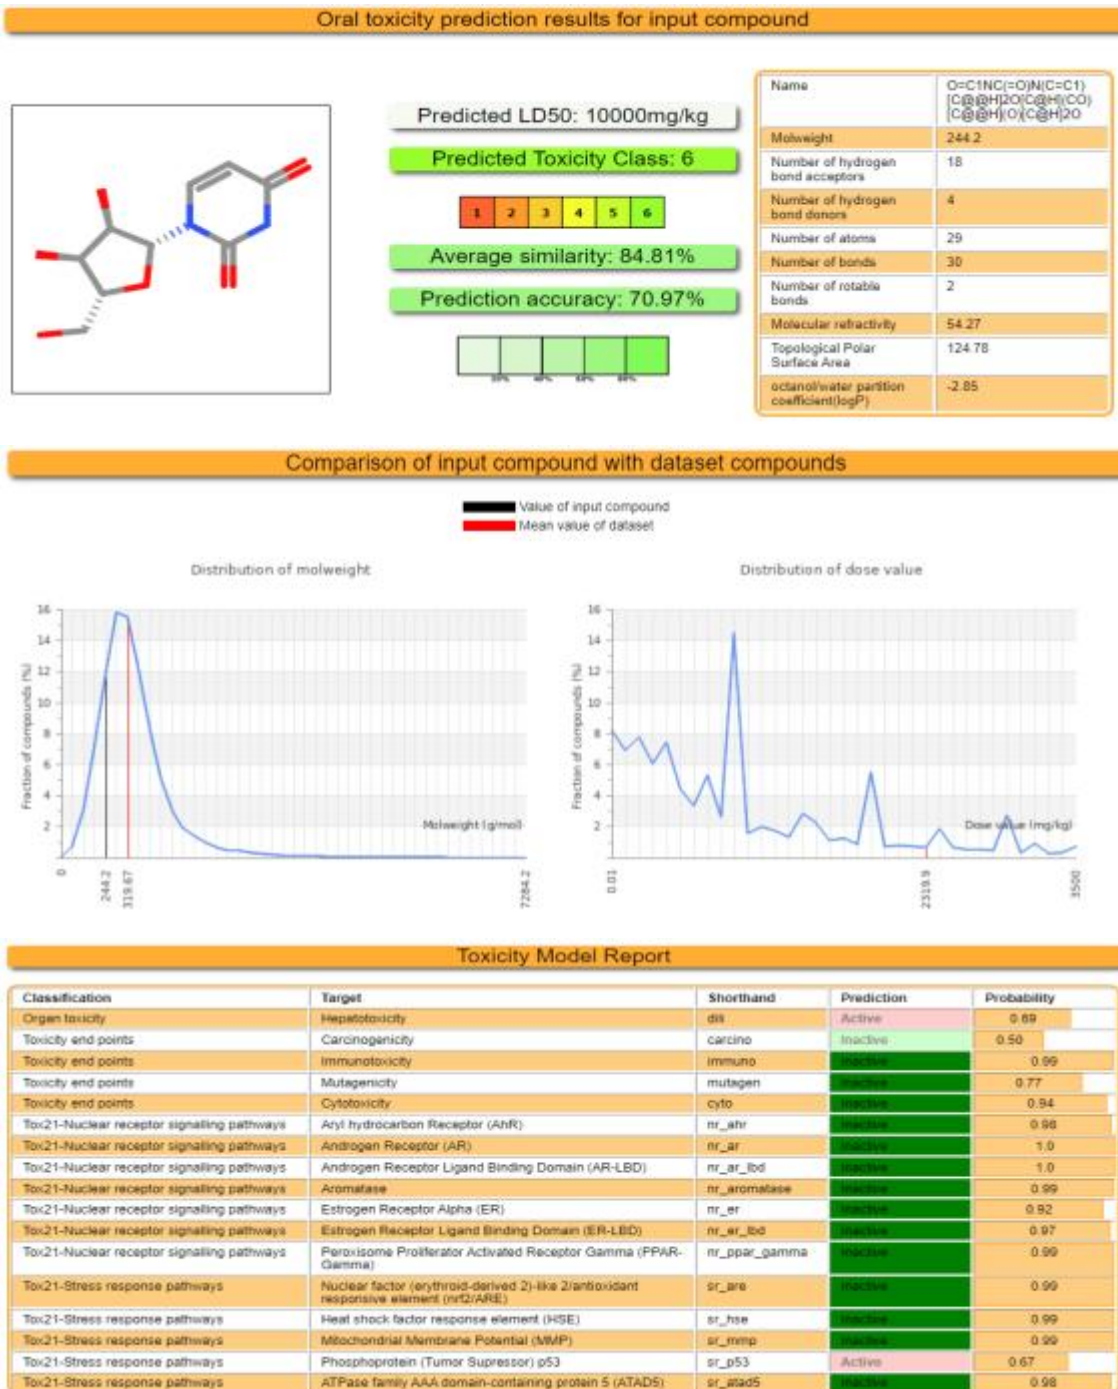 Oral toxicity prediction results for input compound
Predicted LD50: 10000mg/kg
Predicted Toxicity Class: 6
1 2 3 4 5 6
Average similarity: 84.81%
Prediction accuracy: 70.97%
20% 40% 60% 80%
Name O=C1NC(=O)N(C=C1)
[C@@H]2O[C@H](CO)
[C@@H](O)[C@H]2O
Molweight 244.2
Number of hydrogen
bond acceptors 18
Number of hydrogen
bond donors 4
Number of atoms 29
Number of bonds 30
Number of rotable
bonds 2
Molecular refractivity 54.27
Topological Polar
Surface Area 124.78
octanol/water partition
coefficient(logP) -2.85
Comparison of input compound with dataset compounds
Value of input compound
Mean value of dataset
Distribution of molweight
Fraction of compounds (%)
16
14
12
10
8
6
4
2
Molweight (g/mol)
0 244.2 319.67 7284.2
Distribution of dose value
Fraction of compounds (%)
16
14
12
10
8
6
4
2
Dose value (mg/kg)
0.01 2319.9 3500
Toxicity Model Report
Classification Target Shorthand Prediction Probability
Organ toxicity Hepatotoxicity dili Active 0.69
Toxicity end points Carcinogenicity carcino Inactive 0.50
Toxicity end points Immunotoxicity immuno Inactive 0.99
Toxicity end points Mutagenicity mutagen Inactive 0.77
Toxicity end points Cytotoxicity cyto Inactive 0.94
Tox21-Nuclear receptor signalling pathways Aryl hydrocarbon Receptor (AhR) nr_ahr Inactive 0.98
Tox21-Nuclear receptor signalling pathways Androgen Receptor (AR) nr_ar Inactive 1.0
Tox21-Nuclear receptor signalling pathways Androgen Receptor Ligand Binding Domain (AR-LBD) nr_ar_lbd Inactive 1.0
Tox21-Nuclear receptor signalling pathways Aromatase nr_aromatase Inactive 0.99
Tox21-Nuclear receptor signalling pathways Estrogen Receptor Alpha (ER) nr_er Inactive 0.92
Tox21-Nuclear receptor signalling pathways Estrogen Receptor Ligand Binding Domain (ER-LBD) nr_er_lbd Inactive 0.97
Tox21-Nuclear receptor signalling pathways Peroxisome Proliferator Activated Receptor Gamma (PPAR-
Gamma) nr_ppar_gamma Inactive 0.99
Tox21-Stress response pathways Nuclear factor (erythroid-derived 2)-like 2/antioxidant
responsive element (nrf2/ARE) sr_are Inactive 0.99
Tox21-Stress response pathways Heat shock factor response element (HSE) sr_hse Inactive 0.99
Tox21-Stress response pathways Mitochondrial Membrane Potential (MMP) sr_mmp Inactive 0.99
Tox21-Stress response pathways Phosphoprotein (Tumor Supressor) p53 sr_p53 Active 0.67
Tox21-Stress response pathways ATPase family AAA domain-containing protein 5 (ATAD5) sr_atad5 Inactive 0.98